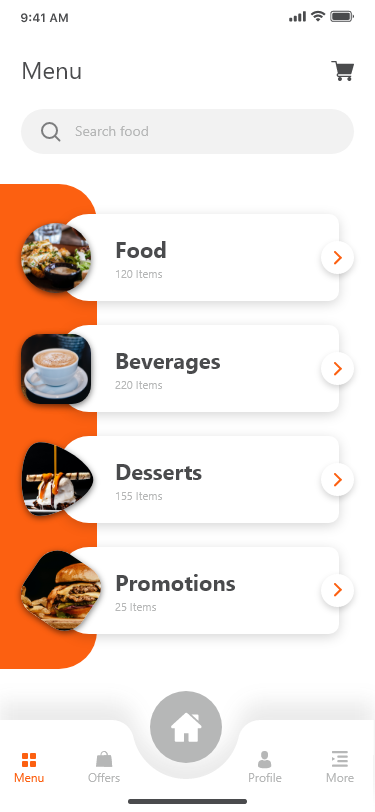 9:41 AM
Menu
Search food
Food
120 Items
Beverages
220 Items
Desserts
155 Items
Promotions
25 Items
Menu
Offers
Profile
More